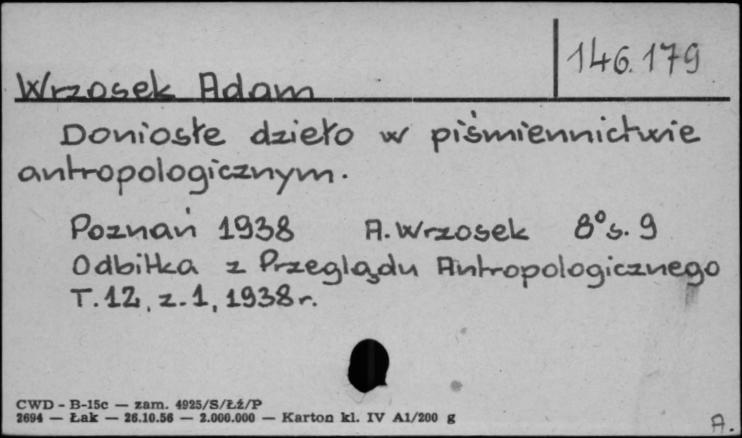 146.179
Wrzosek Adam
Doniosłe dzieło w piśmiennictwie
antropologicznym.
Poznań 1938 A. Wrzosek 8° s. 9
Odbitka z Przeglądu Antropologicznego
T. 12, z. 1, 1938 r.
CWD - B-15c — zam. 4925/S/Łź/P
2694 — Łak — 26.10.56 — 2.000.000 — Karton kl. IV A1/200 g
A.